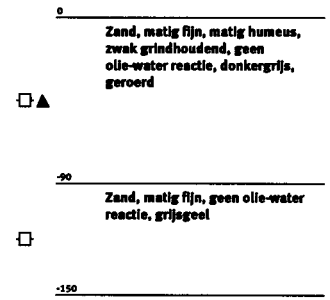 0
Zand, matig fijn, matig humeus,
zwak grindhoudend, geen
olie-water reactie, donkergrijs,
geroerd
-90
Zand, matig fijn, geen olie-water
reactie, grijsgeel
-150